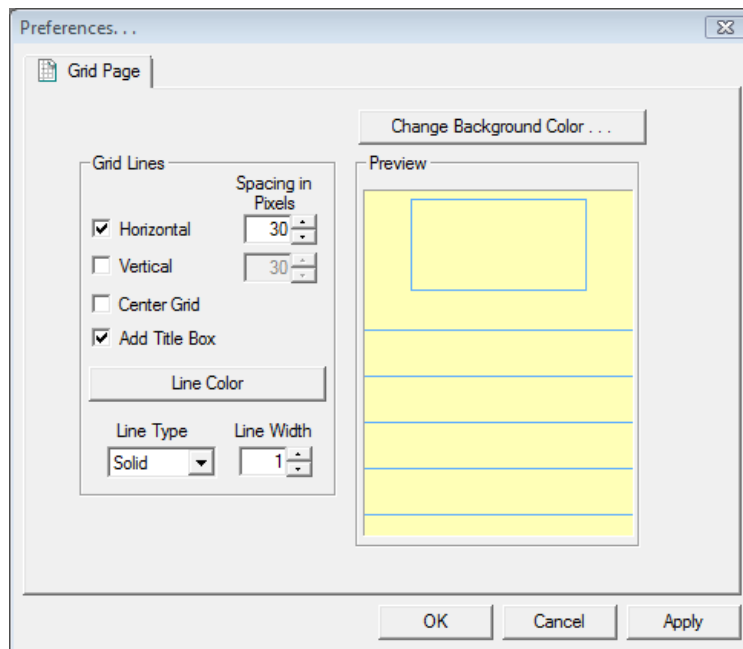 Preferences. . .
Grid Page
Change Background Color . . .
Grid Lines
Spacing in
Pixels
Horizontal 30
Vertical 30
Center Grid
Add Title Box
Line Color
Line Type Line Width
Solid 1
Preview
OK Cancel Apply